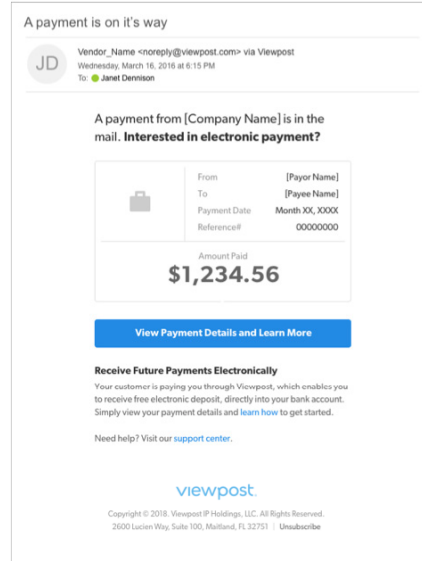 A payment is on it's way
JD
Vendor_Name <noreply@viewpost.com> via Viewpost
Wednesday, March 16, 2016 at 6:15 PM
To: Janet Dennison
A payment from [Company Name] is in the
mail. Interested in electronic payment?
From [Payor Name]
To [Payee Name]
Payment Date Month XX, XXXX
Reference# 00000000
Amount Paid
$1,234.56
View Payment Details and Learn More
Receive Future Payments Electronically
Your customer is paying you through Viewpost, which enables you
to receive free electronic deposit, directly into your bank account.
Simply view your payment details and learn how to get started.
Need help? Visit our support center.
viewpost.
Copyright © 2018. Viewpost IP Holdings, LLC. All Rights Reserved.
2600 Lucien Way, Suite 100, Maitland, FL 32751 | Unsubscribe